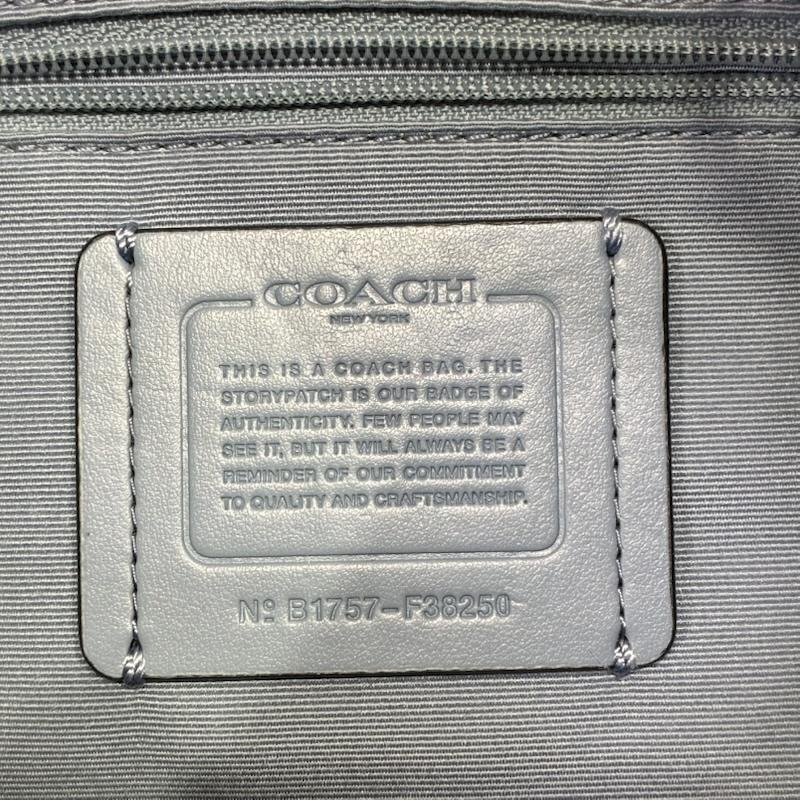 COACH
NEW YORK
THIS IS A COACH BAG. THE
STORYPATCH IS OUR BADGE OF
AUTHENTICITY. FEW PEOPLE MAY
SEE IT, BUT IT WILL ALWAYS BE A
REMINDER OF OUR COMMITMENT
TO QUALITY AND CRAFTSMANSHIP.
Nº B1757-F38250